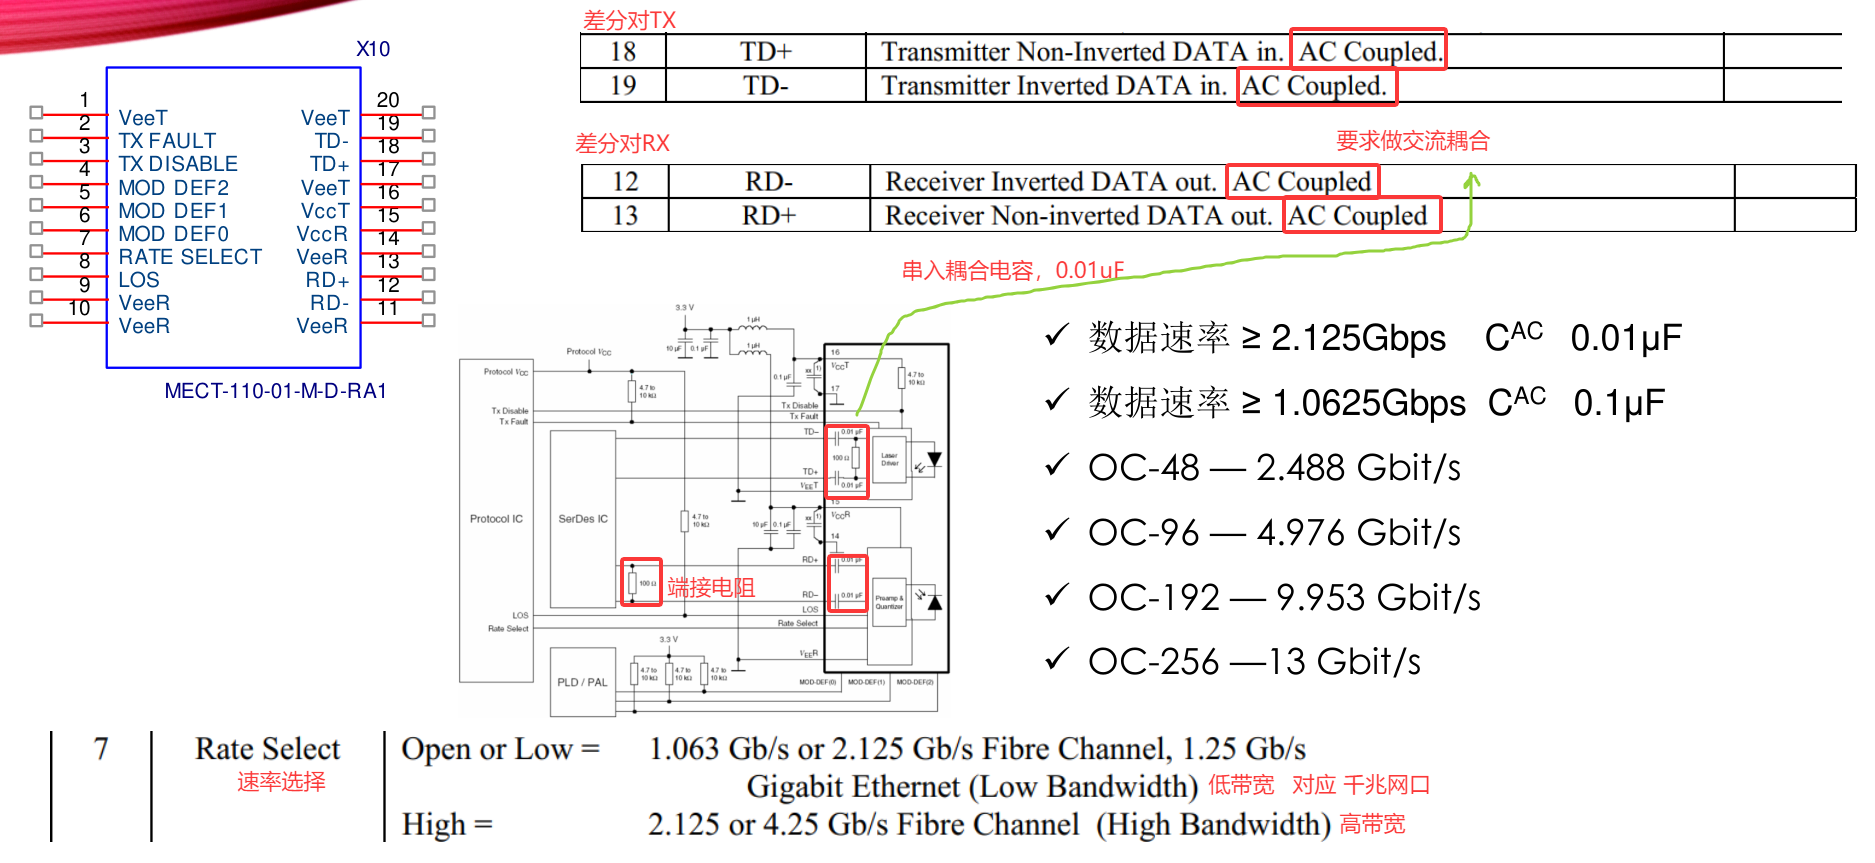 X10
1 VeeT
2 TX FAULT
3 TX DISABLE
4 MOD DEF2
5 MOD DEF1
6 MOD DEF0
7 RATE SELECT
8 LOS
9 VeeR
10 VeeR
VeeT 20
TD- 19
TD+ 18
VeeT 17
VccT 16
VccR 15
VeeR 14
RD+ 13
RD- 12
VeeR 11
MECT-110-01-M-D-RA1
差分对TX
18 TD+ Transmitter Non-Inverted DATA in. AC Coupled.
19 TD- Transmitter Inverted DATA in. AC Coupled.
差分对RX
要求做交流耦合
12 RD- Receiver Inverted DATA out. AC Coupled
13 RD+ Receiver Non-inverted DATA out. AC Coupled
串入耦合电容，0.01uF
3.3 V
1 µH
1 µH
10 µF 0.1 µF
Protocol VCC
Protocol VCC
4.7 to
10 kΩ
0.1 µF
16
VCCT
17
4.7 to
10 kΩ
Tx Disable
Tx Fault
Tx Disable
Tx Fault
TD–
0.01 µF
100 Ω
TD+
0.01 µF
VEET
Laser
Driver
Protocol IC
SerDes IC
4.7 to
10 kΩ
10 µF 0.1 µF
15
VCCR
14
RD+
0.01 µF
100 Ω
端接电阻
RD–
0.01 µF
Preamp &
Quantizer
LOS
LOS
Rate Select
Rate Select
3.3 V
VEER
PLD / PAL
4.7 to
10 kΩ
4.7 to
10 kΩ
4.7 to
10 kΩ
MOD-DEF(0) MOD-DEF(1) MOD-DEF(2)
✓ 数据速率 ≥ 2.125Gbps CAC 0.01µF
✓ 数据速率 ≥ 1.0625Gbps CAC 0.1µF
✓ OC-48 — 2.488 Gbit/s
✓ OC-96 — 4.976 Gbit/s
✓ OC-192 — 9.953 Gbit/s
✓ OC-256 —13 Gbit/s
7 Rate Select Open or Low = 1.063 Gb/s or 2.125 Gb/s Fibre Channel, 1.25 Gb/s
速率选择 Gigabit Ethernet (Low Bandwidth) 低带宽 对应 千兆网口
High = 2.125 or 4.25 Gb/s Fibre Channel (High Bandwidth) 高带宽